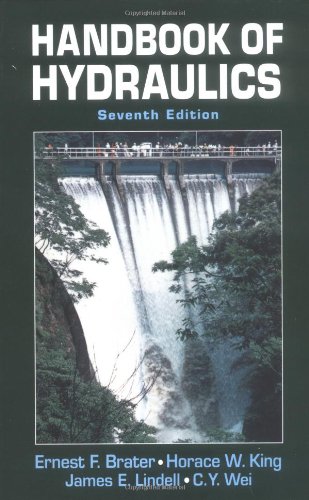 HANDBOOK OF
HYDRAULICS
Seventh Edition
Ernest F. Brater • Horace W. King
James E. Lindell • C.Y. Wei